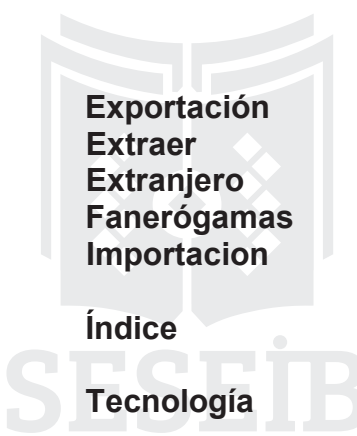 Exportación
Extraer
Extranjero
Fanerógamas
Importacion
Índice
SESEIB
Tecnología